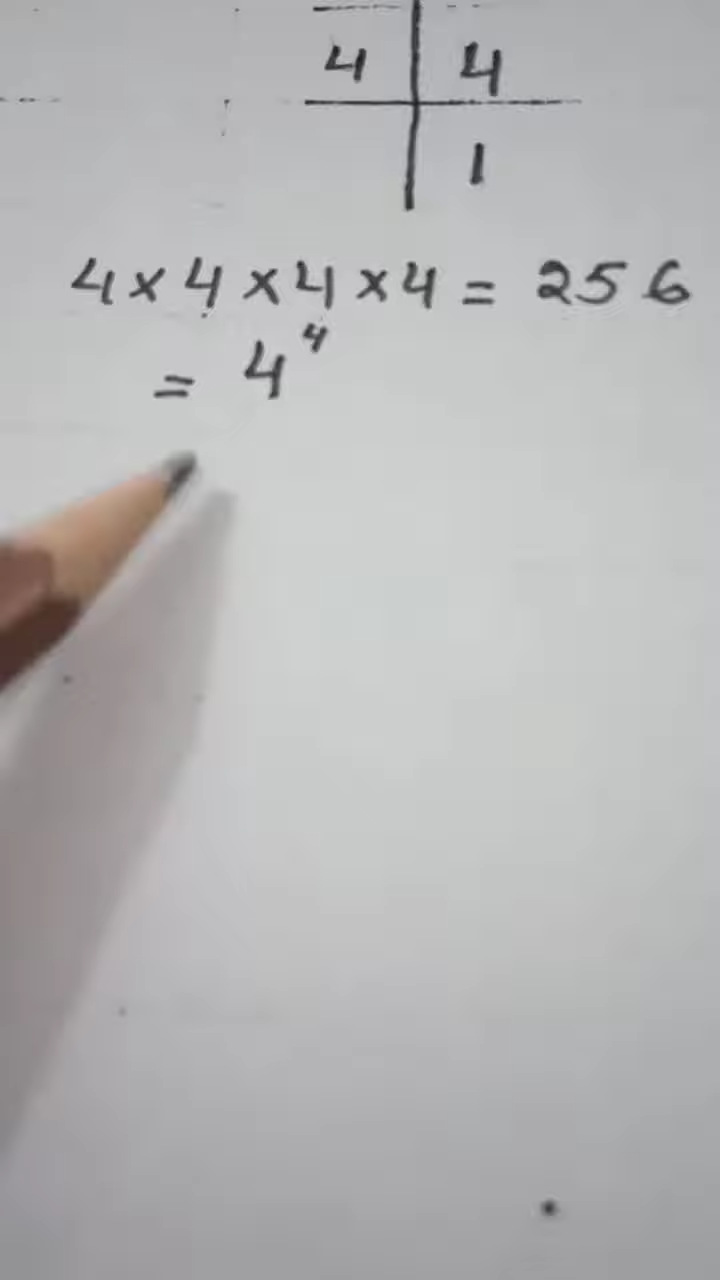 4 | 4
1
4 × 4 × 4 × 4 = 256
= 4⁴